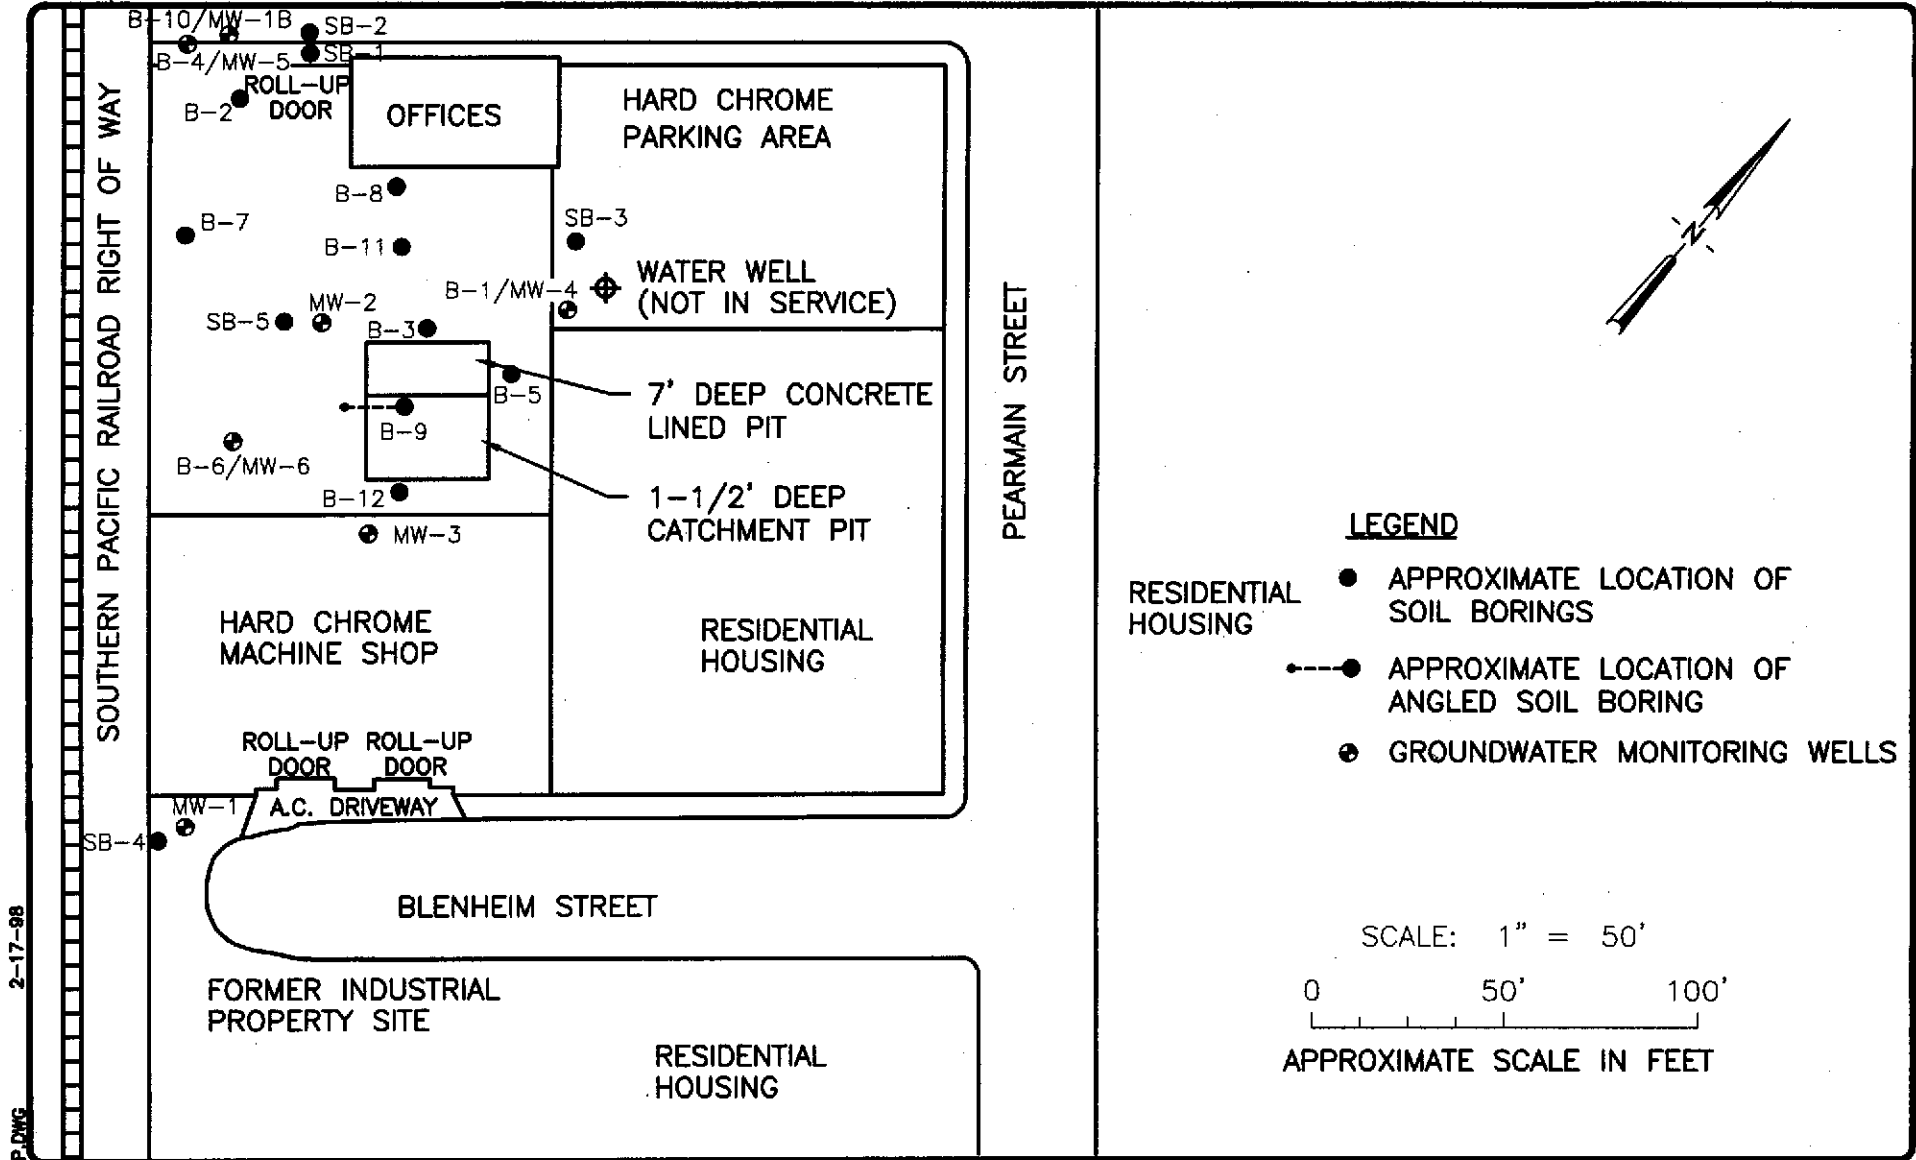 B-10/MW-1B
SB-2
SB-1
B-4/MW-5
ROLL-UP
DOOR
B-2
OFFICES
HARD CHROME
PARKING AREA
SOUTHERN PACIFIC RAILROAD RIGHT OF WAY
B-8
B-7
B-11
SB-3
WATER WELL
(NOT IN SERVICE)
B-1/MW-4
MW-2
SB-5
B-3
B-5
7' DEEP CONCRETE
LINED PIT
B-9
B-6/MW-6
B-12
1-1/2' DEEP
CATCHMENT PIT
MW-3
PEARMAIN STREET
N
HARD CHROME
MACHINE SHOP
RESIDENTIAL
HOUSING
RESIDENTIAL
HOUSING
LEGEND
APPROXIMATE LOCATION OF
SOIL BORINGS
APPROXIMATE LOCATION OF
ANGLED SOIL BORING
GROUNDWATER MONITORING WELLS
ROLL-UP
DOOR
ROLL-UP
DOOR
A.C. DRIVEWAY
MW-1
SB-4
BLENHEIM STREET
FORMER INDUSTRIAL
PROPERTY SITE
RESIDENTIAL
HOUSING
SCALE: 1" = 50'
0 50' 100'
APPROXIMATE SCALE IN FEET
P.DWG 2-17-98